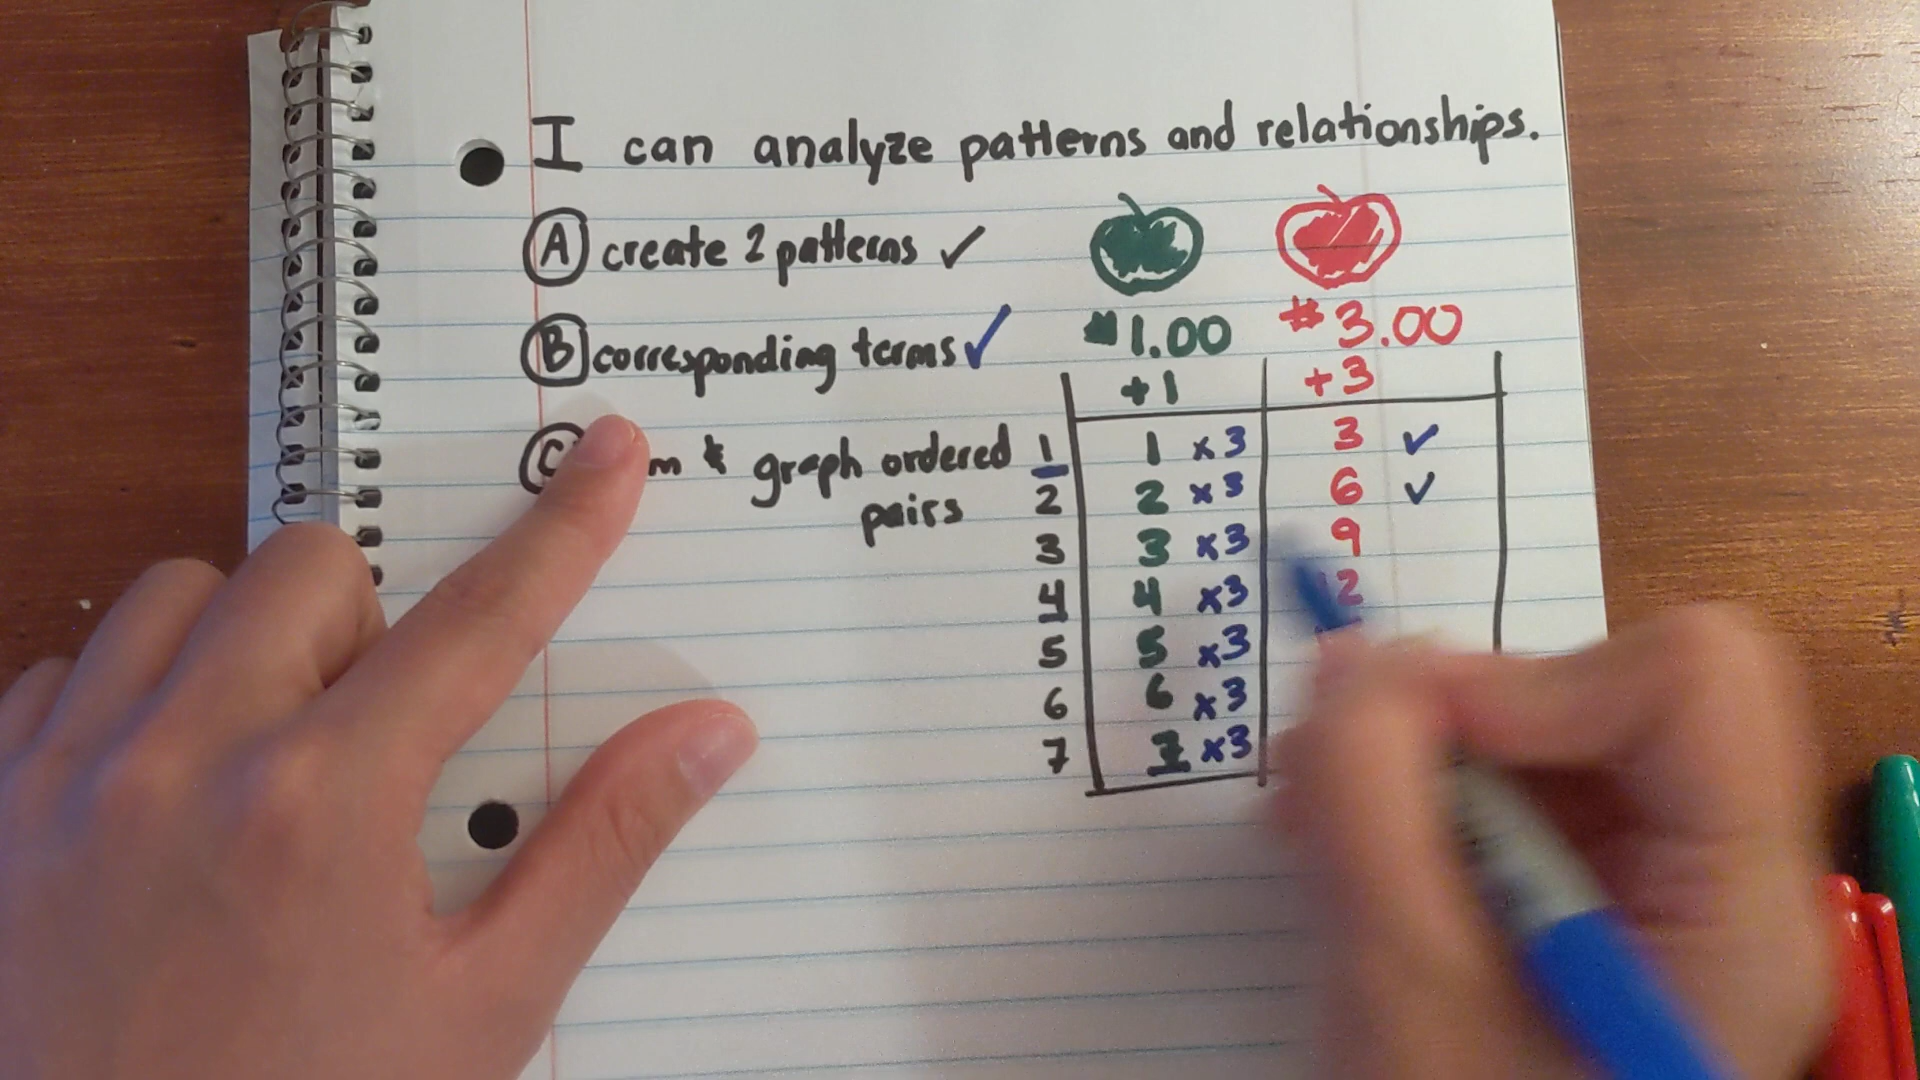 I can analyze patterns and relationships.
A create 2 patterns ✓
B corresponding terms ✓
C & graph ordered
pairs
$1.00 $3.00
+1 +3
1 1 x3 3 ✓
2 2 x3 6 ✓
3 3 x3 9
4 4 x3 12
5 5 x3
6 6 x3
7 7 x3